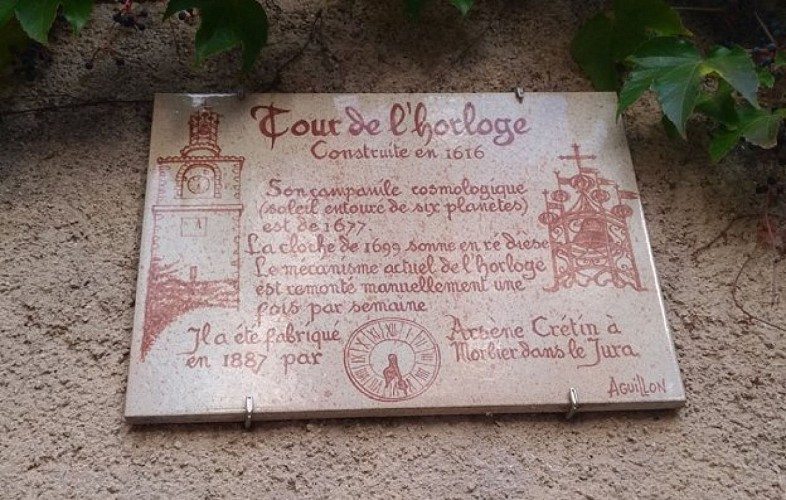 Tour de l'horloge
Construite en 1616
Son campanile cosmologique
(soleil entouré de six planètes)
est de 1677
La cloche de 1699 sonne en ré dièse
Le mécanisme actuel de l'horloge
est remonté manuellement une
fois par semaine
Il a été fabriqué
en 1887 par
Arsène Crétin à
Morbier dans le Jura.
AGUILLON